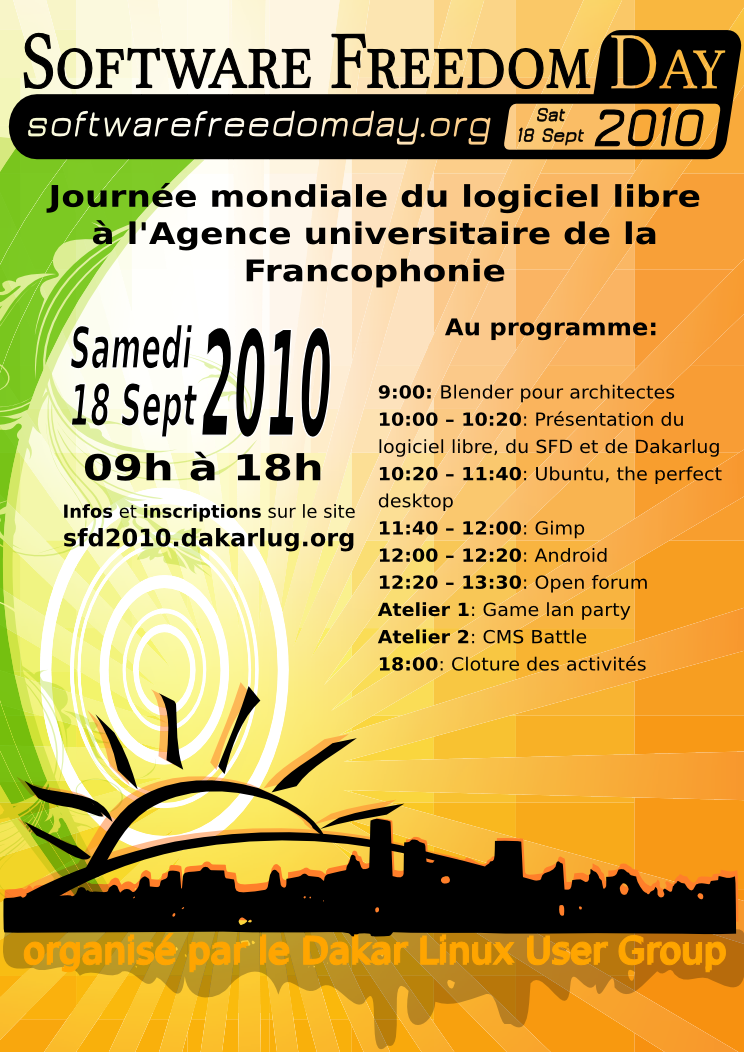 Software Freedom Day
softwarefreedomday.org
Sat
18 Sept 2010
Journée mondiale du logiciel libre
à l'Agence universitaire de la
Francophonie
Samedi
18 Sept 2010
09h à 18h
Infos et inscriptions sur le site
sfd2010.dakarlug.org
Au programme:
9:00: Blender pour architectes
10:00 – 10:20: Présentation du
logiciel libre, du SFD et de Dakarlug
10:20 – 11:40: Ubuntu, the perfect
desktop
11:40 – 12:00: Gimp
12:00 – 12:20: Android
12:20 – 13:30: Open forum
Atelier 1: Game lan party
Atelier 2: CMS Battle
18:00: Cloture des activités
organisé par le Dakar Linux User Group